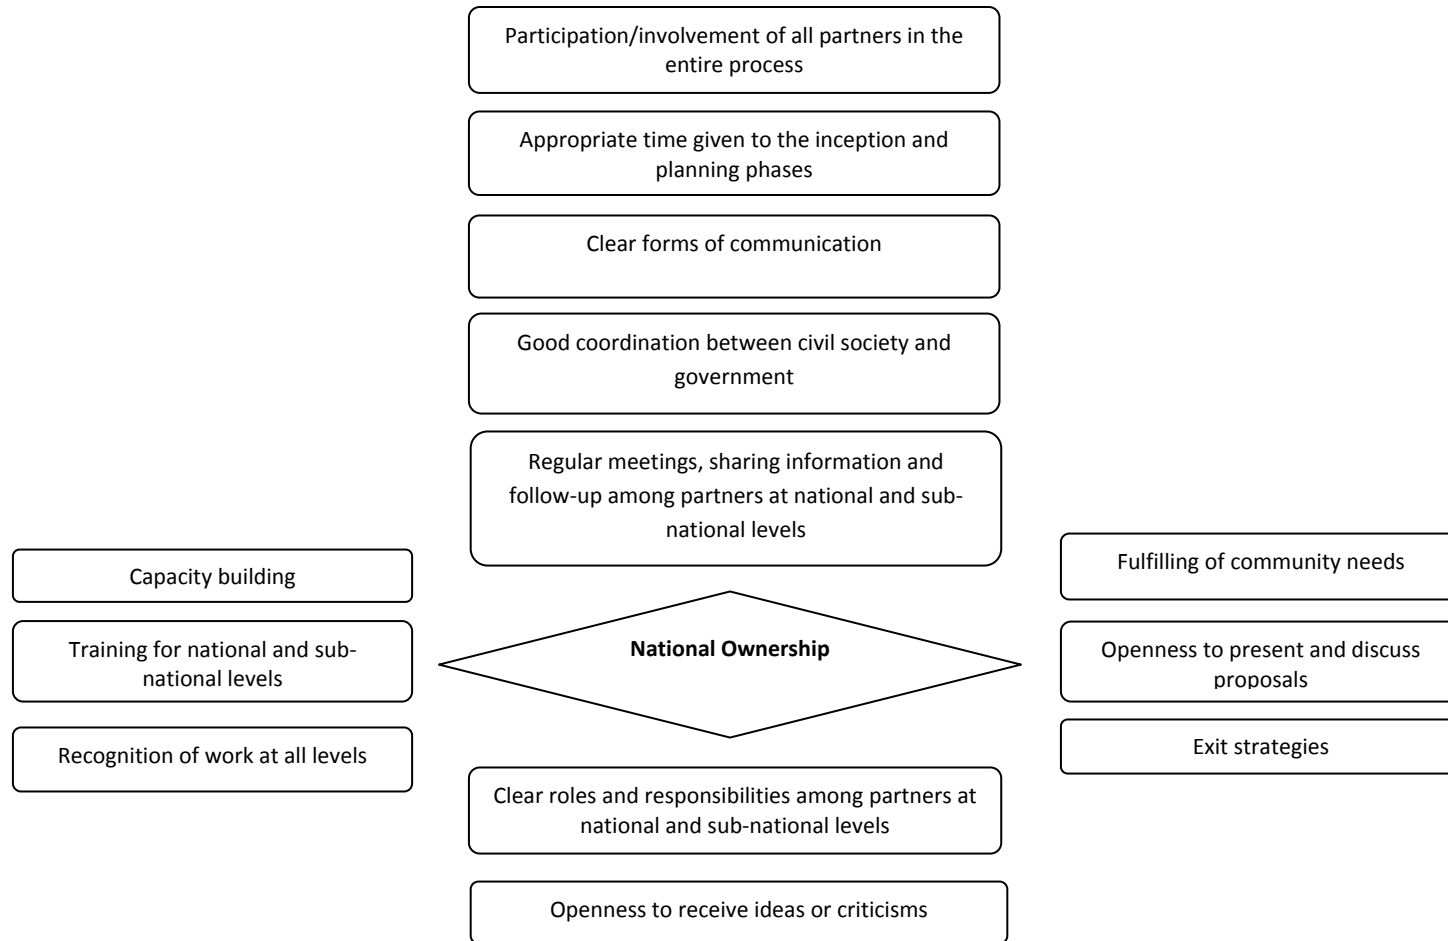 Participation/involvement of all partners in the
entire process
Appropriate time given to the inception and
planning phases
Clear forms of communication
Good coordination between civil society and
government
Regular meetings, sharing information and
follow-up among partners at national and sub-
national levels
Capacity building
Training for national and sub-
national levels
Recognition of work at all levels
National Ownership
Fulfilling of community needs
Openness to present and discuss
proposals
Exit strategies
Clear roles and responsibilities among partners at
national and sub-national levels
Openness to receive ideas or criticisms